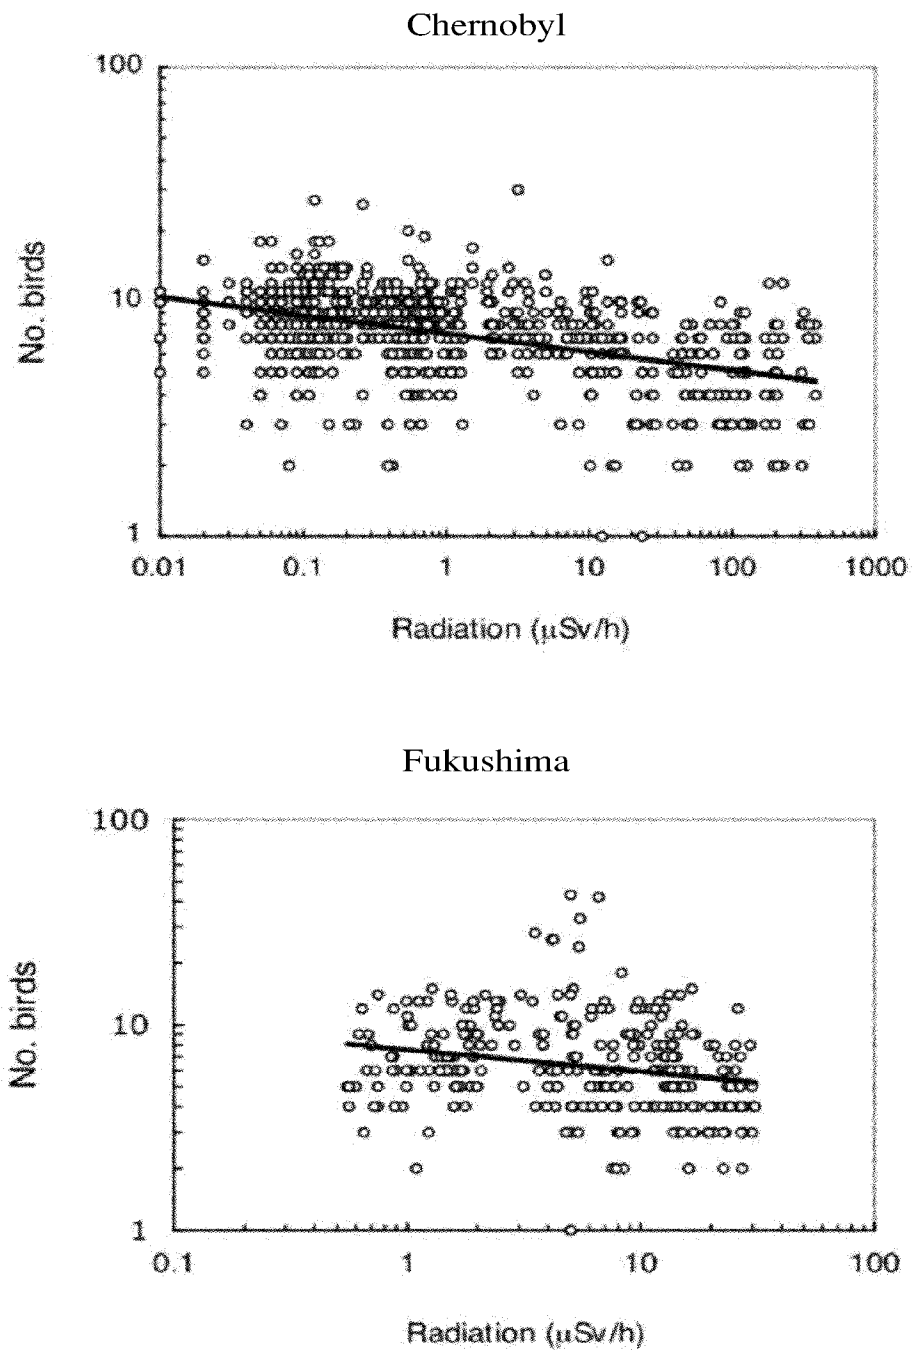 Chernobyl
100
10
1
No. birds
0.01 0.1 1 10 100 1000
Radiation (μSv/h)
Fukushima
100
10
1
No. birds
0.1 1 10 100
Radiation (μSv/h)